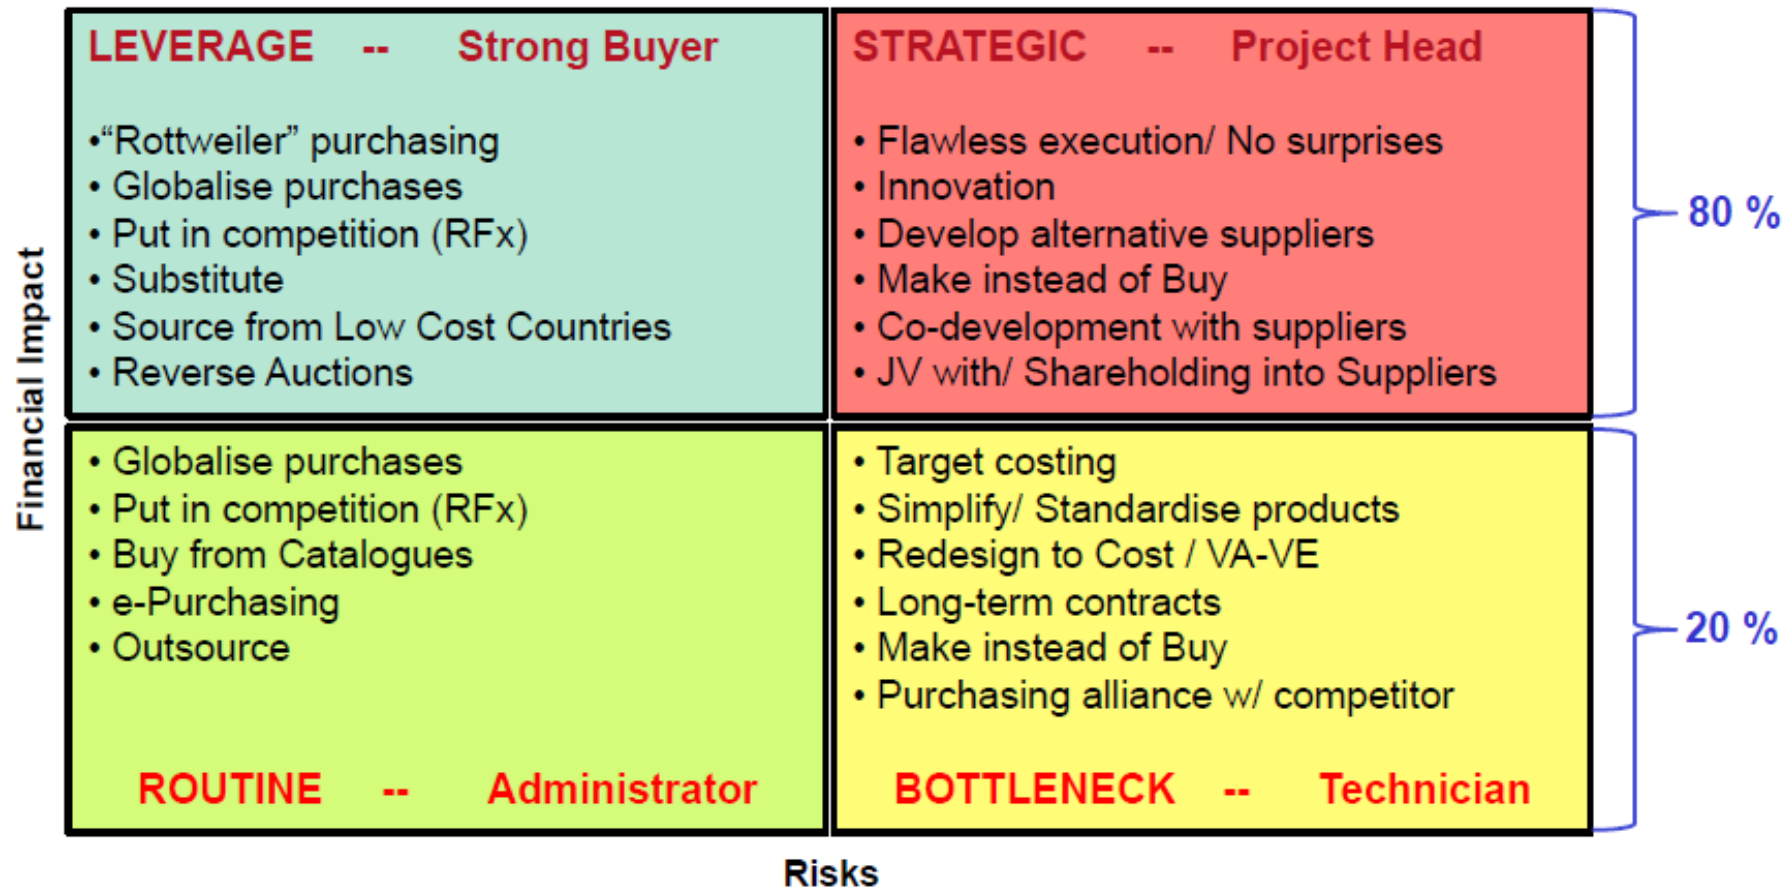 LEVERAGE -- Strong Buyer
•“Rottweiler” purchasing
• Globalise purchases
• Put in competition (RFx)
• Substitute
• Source from Low Cost Countries
• Reverse Auctions
STRATEGIC -- Project Head
• Flawless execution/ No surprises
• Innovation
• Develop alternative suppliers
• Make instead of Buy
• Co-development with suppliers
• JV with/ Shareholding into Suppliers
80 %
Financial Impact
• Globalise purchases
• Put in competition (RFx)
• Buy from Catalogues
• e-Purchasing
• Outsource
ROUTINE -- Administrator
• Target costing
• Simplify/ Standardise products
• Redesign to Cost / VA-VE
• Long-term contracts
• Make instead of Buy
• Purchasing alliance w/ competitor
BOTTLENECK -- Technician
20 %
Risks